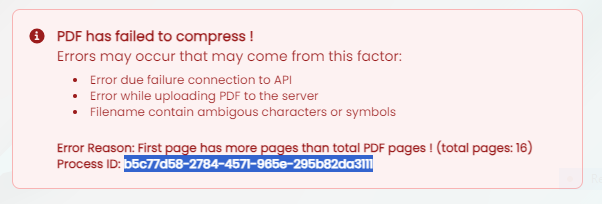 PDF has failed to compress !
Errors may occur that may come from this factor:
• Error due failure connection to API
• Error while uploading PDF to the server
• Filename contain ambigous characters or symbols
Error Reason: First page has more pages than total PDF pages ! (total pages: 16)
Process ID: b5c77d58-2784-4571-965e-295b82da3111